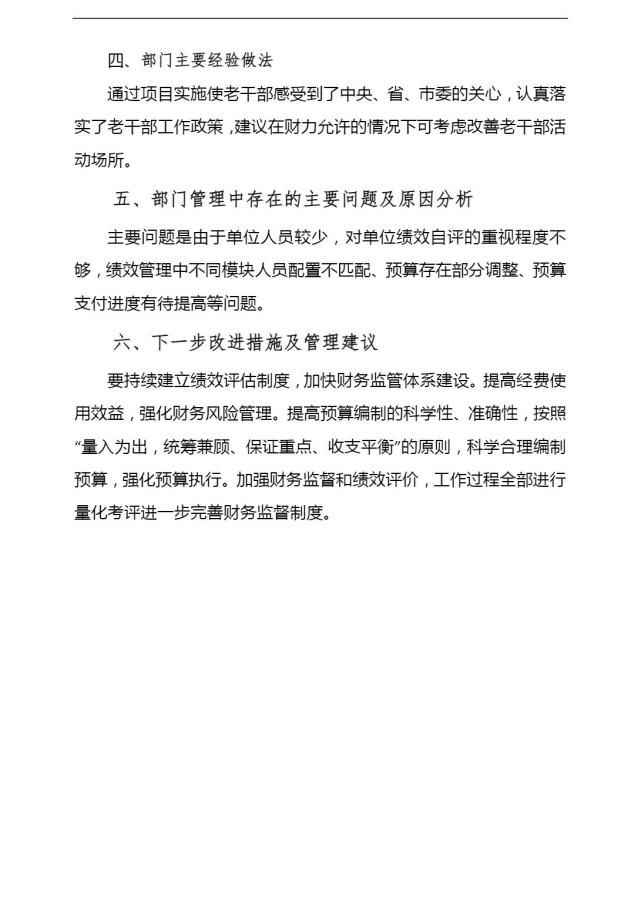 四、部门主要经验做法
通过项目实施使老干部感受到了中央、省、市委的关心，认真落
实了老干部工作政策，建议在财力允许的情况下可考虑改善老干部活
动场所。
五、部门管理中存在的主要问题及原因分析
主要问题是由于单位人员较少，对单位绩效自评的重视程度不
够，绩效管理中不同模块人员配置不匹配、预算存在部分调整、预算
支付进度有待提高等问题。
六、下一步改进措施及管理建议
要持续建立绩效评估制度，加快财务监管体系建设。提高经费使
用效益，强化财务风险管理。提高预算编制的科学性、准确性，按照
“量入为出，统筹兼顾、保证重点、收支平衡”的原则，科学合理编制
预算，强化预算执行。加强财务监督和绩效评价，工作过程全部进行
量化考评进一步完善财务监督制度。